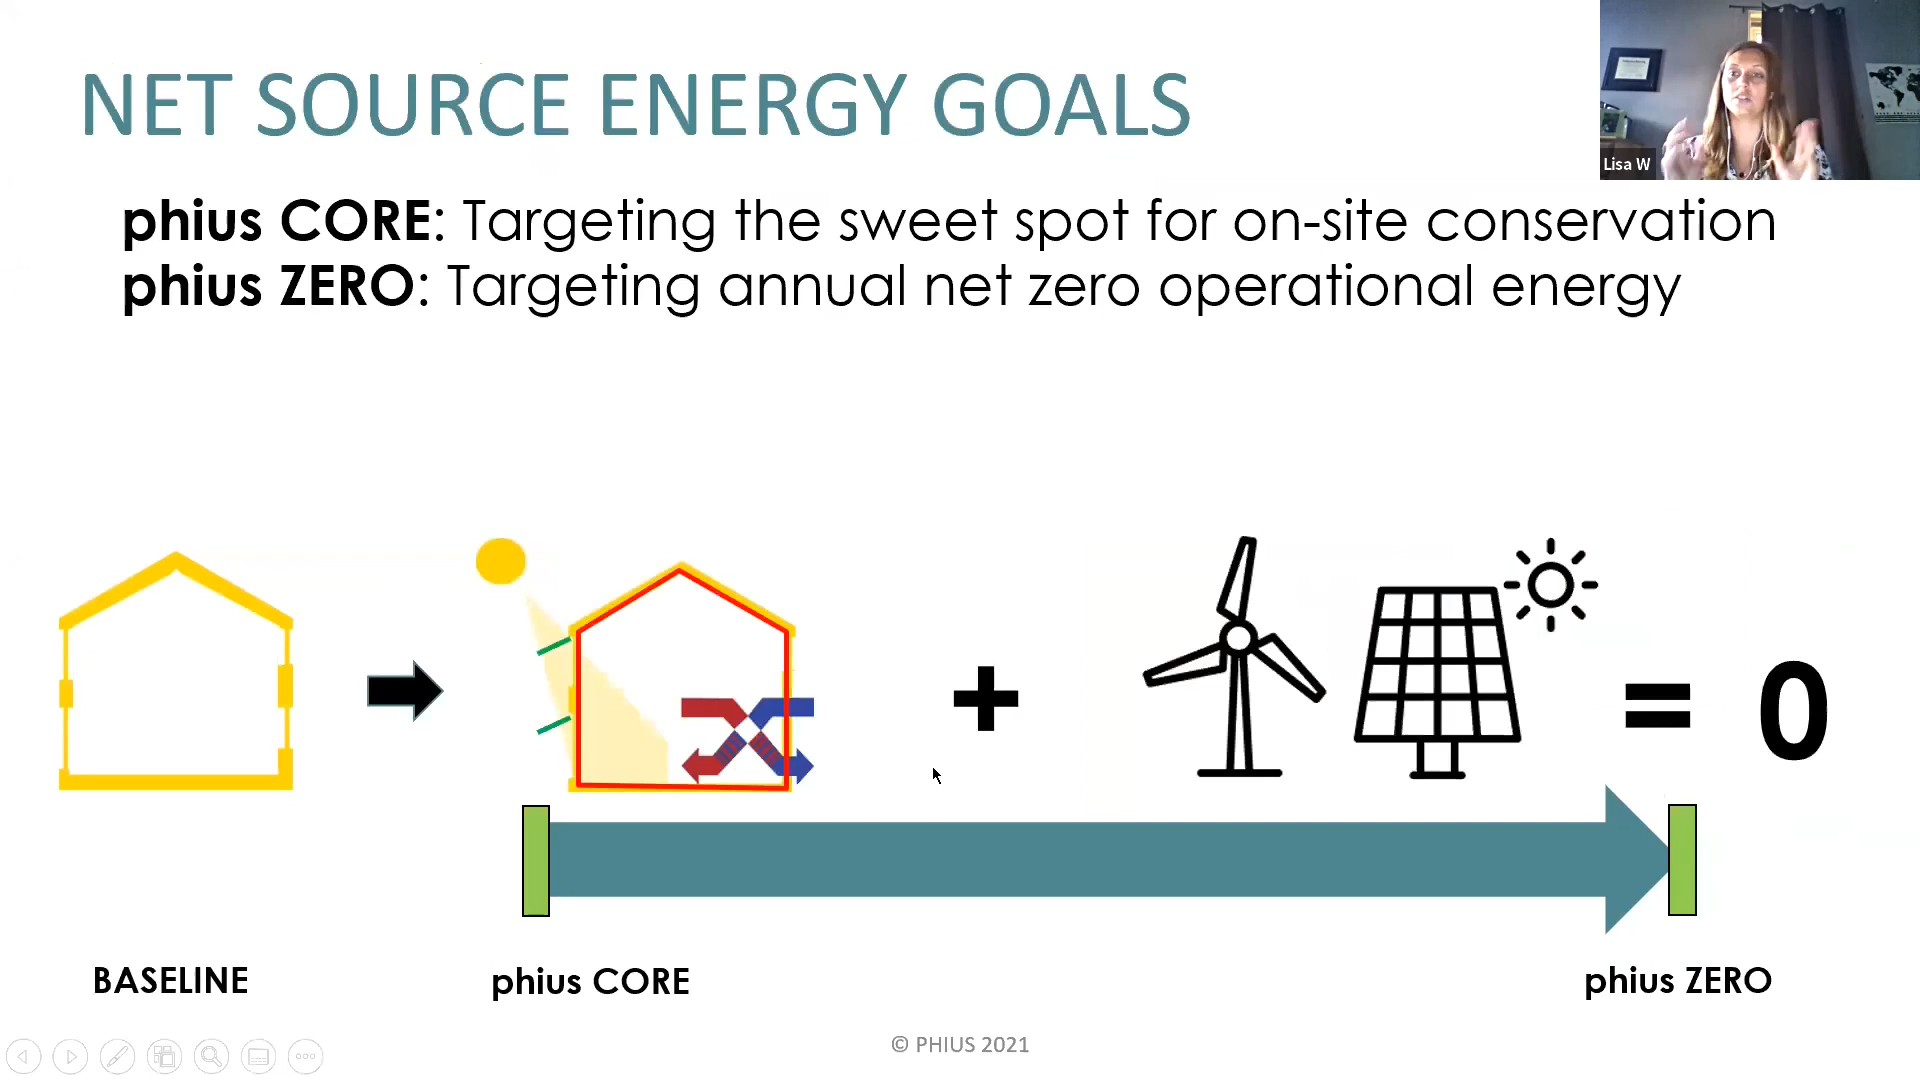 NET SOURCE ENERGY GOALS
Lisa W
phius CORE: Targeting the sweet spot for on-site conservation
phius ZERO: Targeting annual net zero operational energy
+
= 0
BASELINE
phius CORE
phius ZERO
© PHIUS 2021